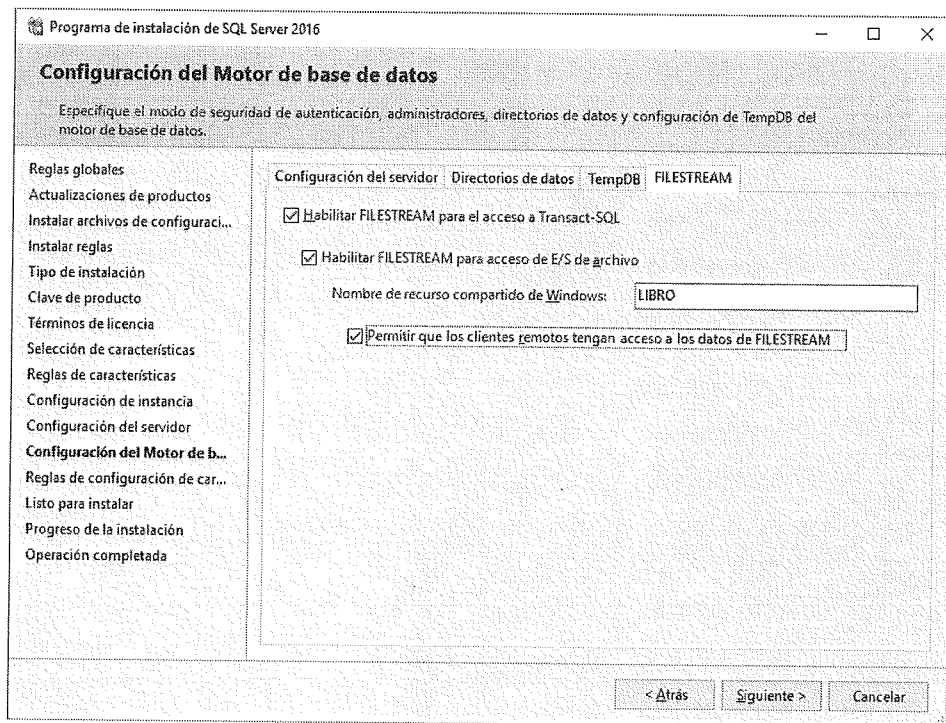 Programa de instalación de SQL Server 2016
Configuración del Motor de base de datos
Especifique el modo de seguridad de autenticación, administradores, directorios de datos y configuración de TempDB del
motor de base de datos.
Reglas globales
Actualizaciones de productos
Instalar archivos de configuraci...
Instalar reglas
Tipo de instalación
Clave de producto
Términos de licencia
Selección de características
Reglas de características
Configuración de instancia
Configuración del servidor
Configuración del Motor de b...
Reglas de configuración de car...
Listo para instalar
Progreso de la instalación
Operación completada
Configuración del servidor Directorios de datos TempDB FILESTREAM
Habilitar FILESTREAM para el acceso a Transact-SQL
Habilitar FILESTREAM para acceso de E/S de archivo
Nombre de recurso compartido de Windows: LIBRO
Permitir que los clientes remotos tengan acceso a los datos de FILESTREAM
< Atrás Siguiente > Cancelar